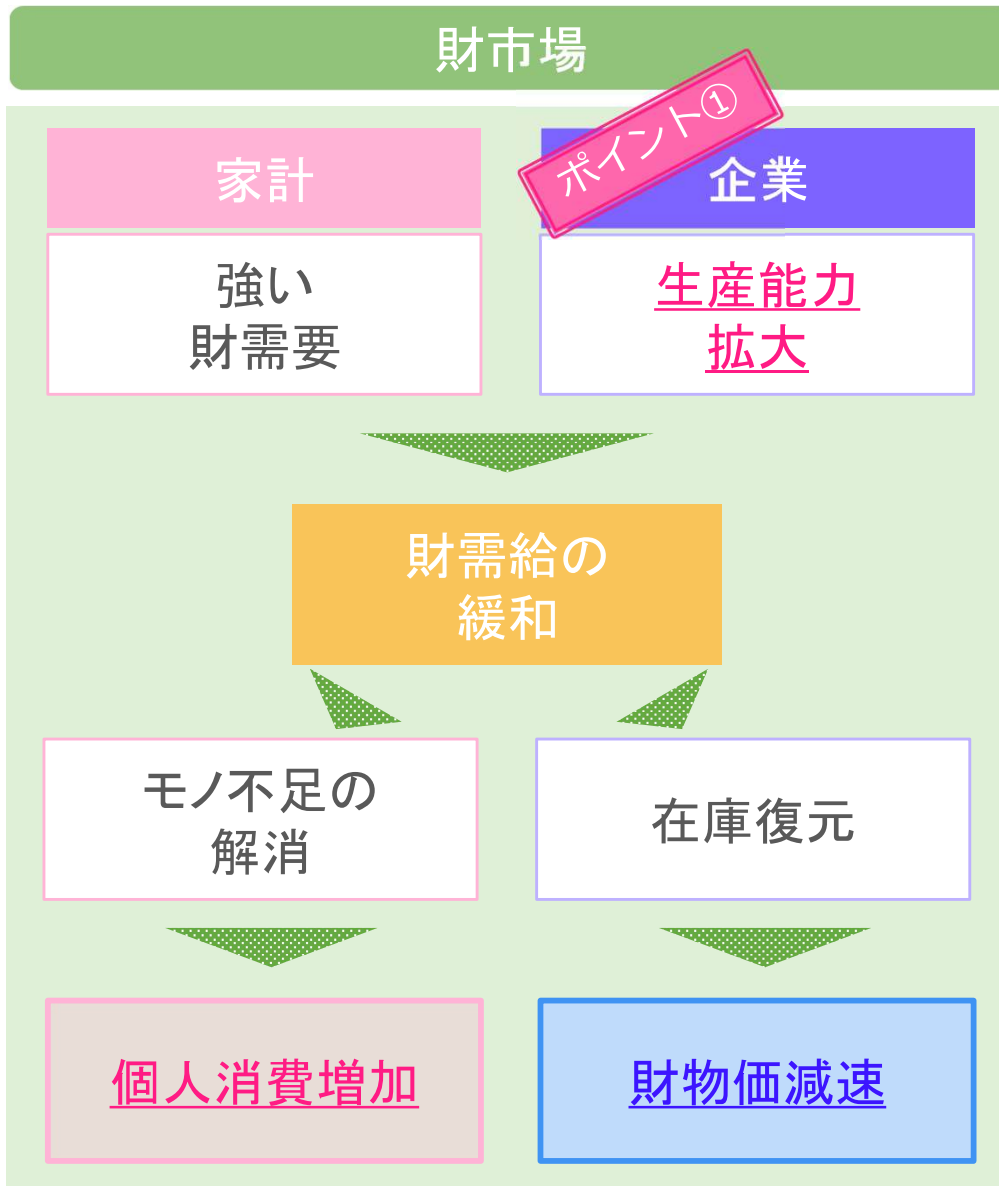 財市場
ポイント①
家計
企業
強い
財需要
生産能力
拡大
財需給の
緩和
モノ不足の
解消
在庫復元
個人消費増加
財物価減速